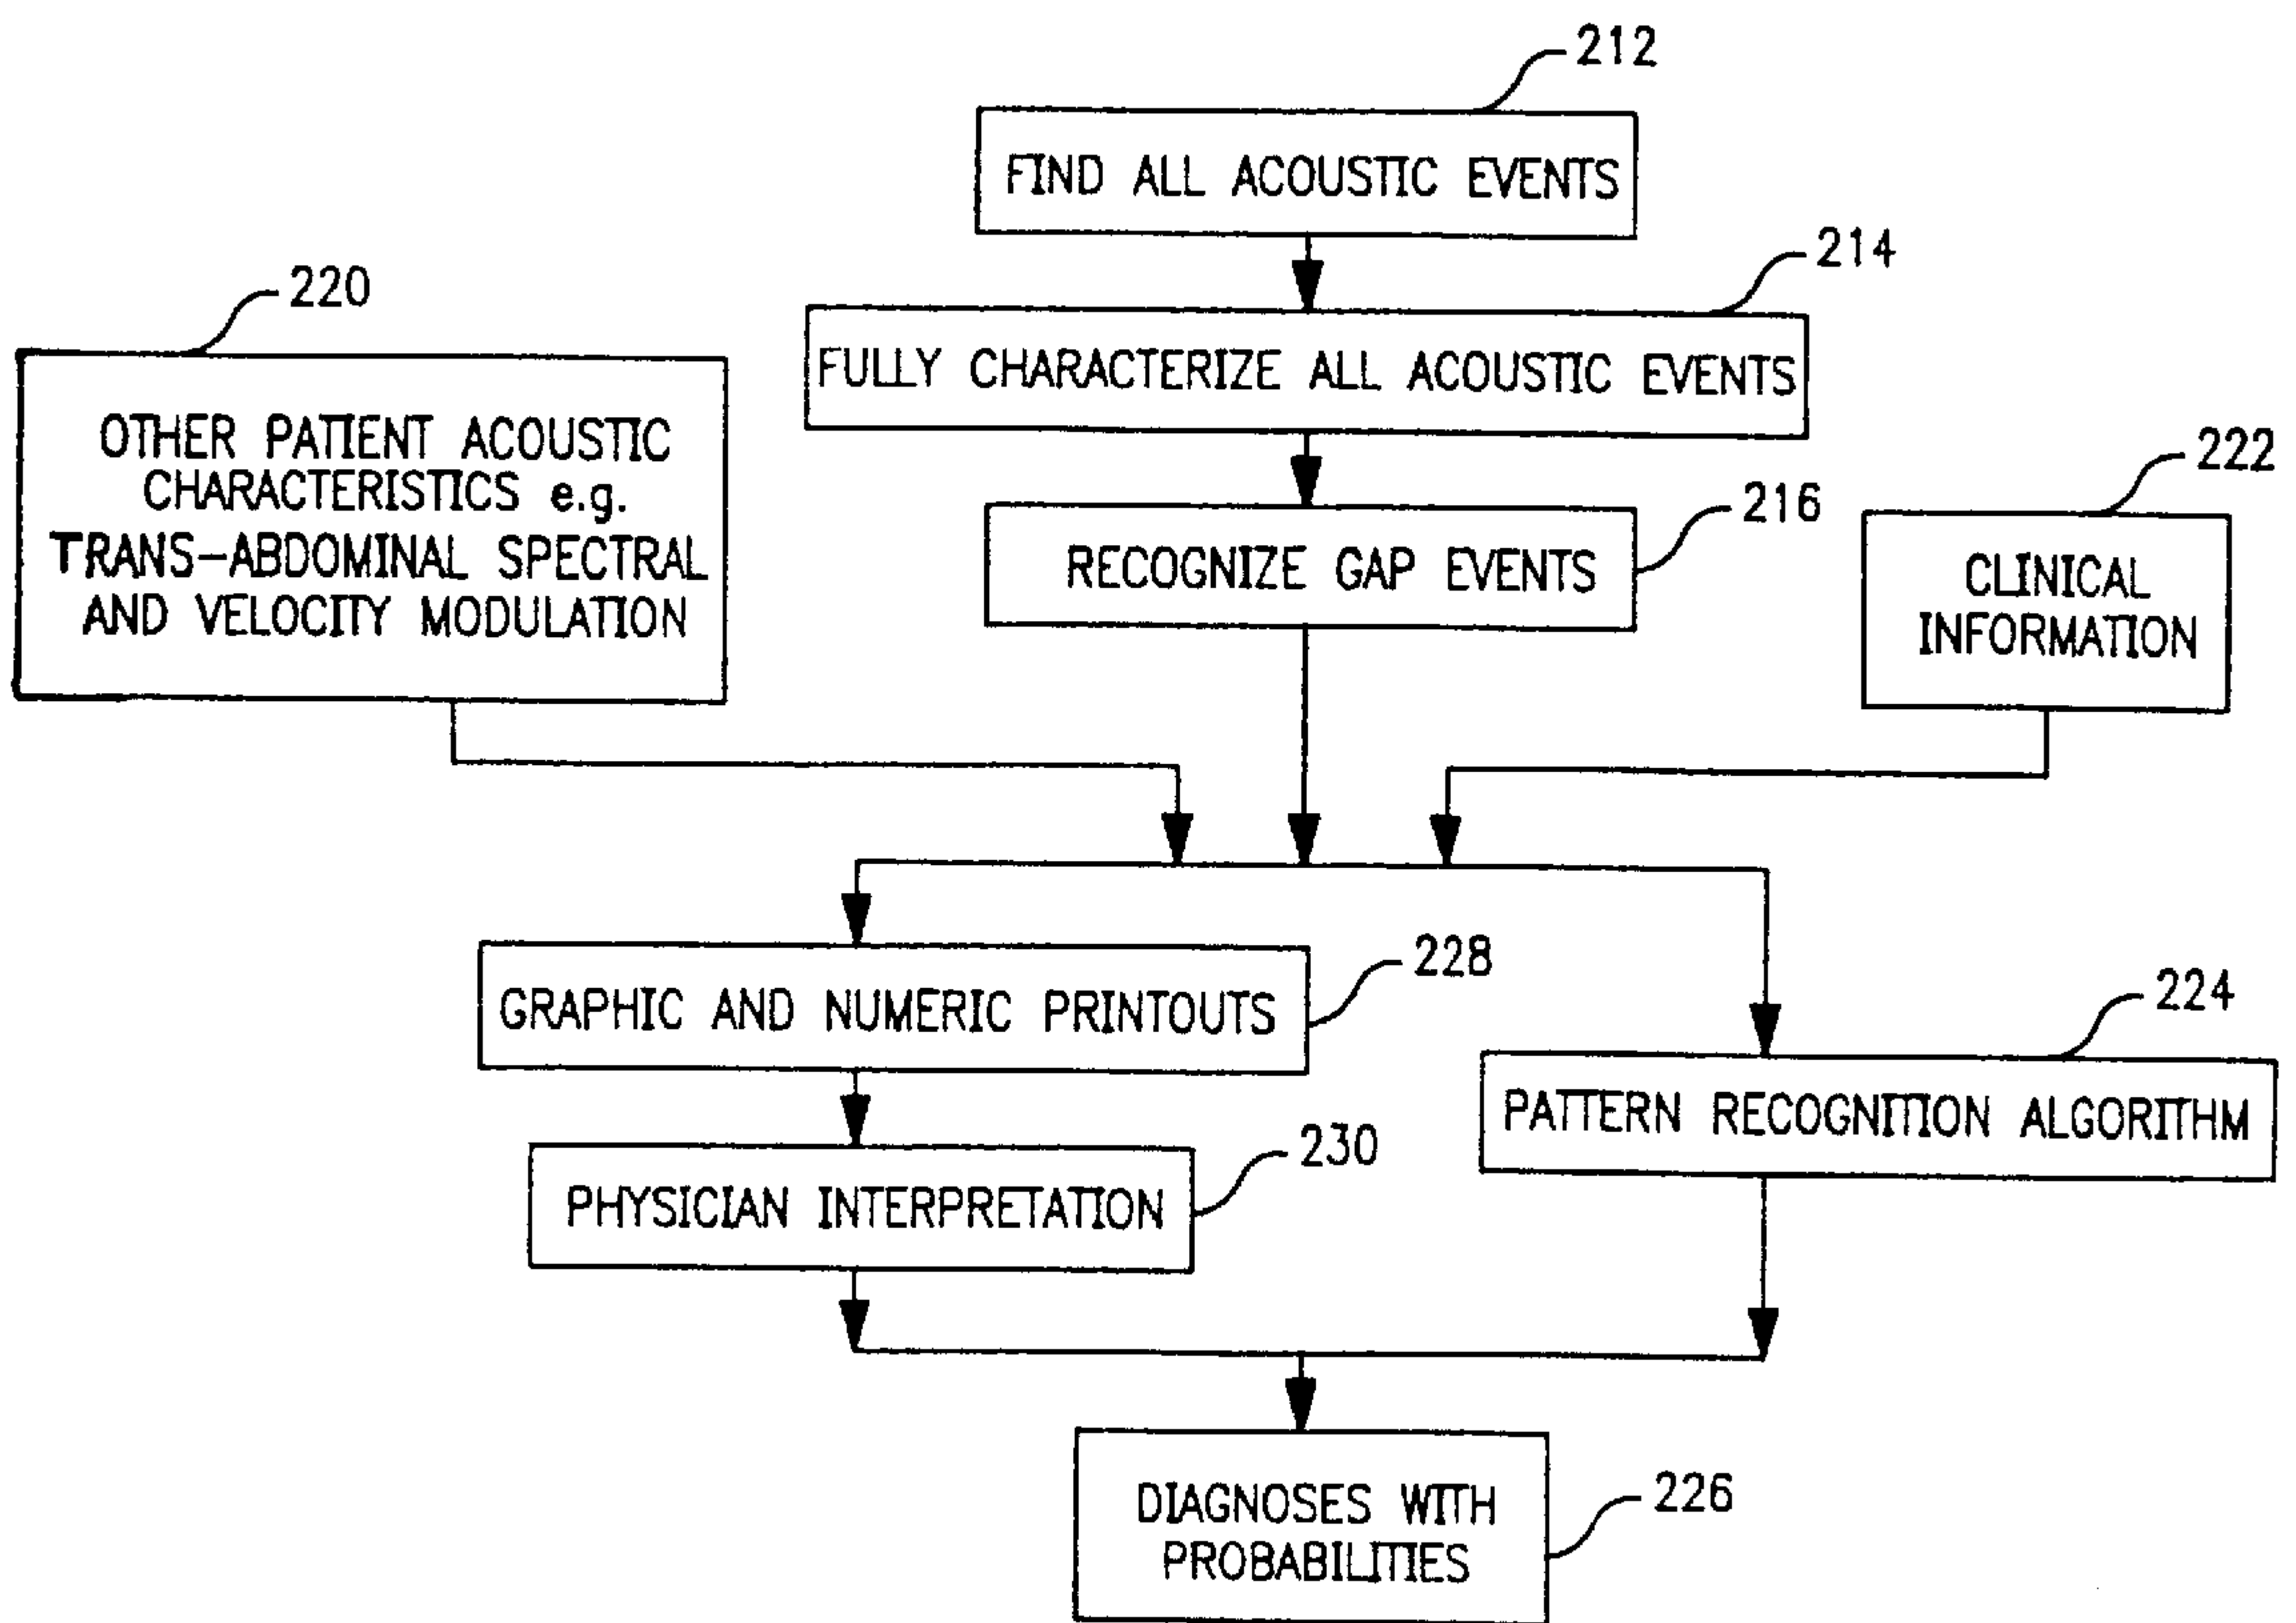 212
FIND ALL ACOUSTIC EVENTS
214
FULLY CHARACTERIZE ALL ACOUSTIC EVENTS
220
OTHER PATIENT ACOUSTIC
CHARACTERISTICS e.g.
TRANS-ABDOMINAL SPECTRAL
AND VELOCITY MODULATION
216
RECOGNIZE GAP EVENTS
222
CLINICAL
INFORMATION
228
GRAPHIC AND NUMERIC PRINTOUTS
224
PATTERN RECOGNITION ALGORITHM
230
PHYSICIAN INTERPRETATION
226
DIAGNOSES WITH
PROBABILITIES